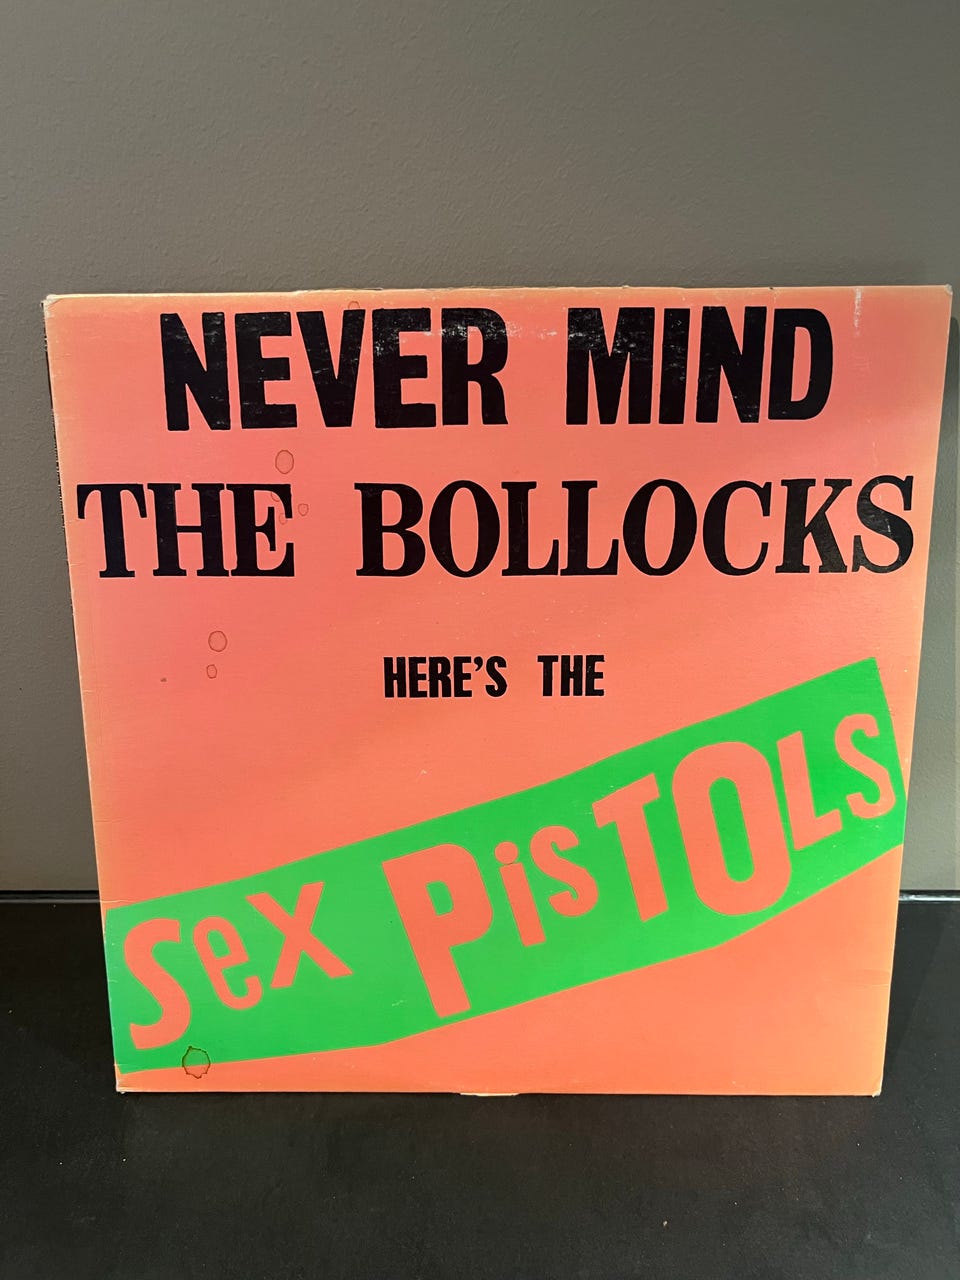 NEVER MIND
THE BOLLOCKS
HERE'S THE
Sex PiSTOLS